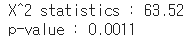 X^2 statistics : 63.52
p-value : 0.0011